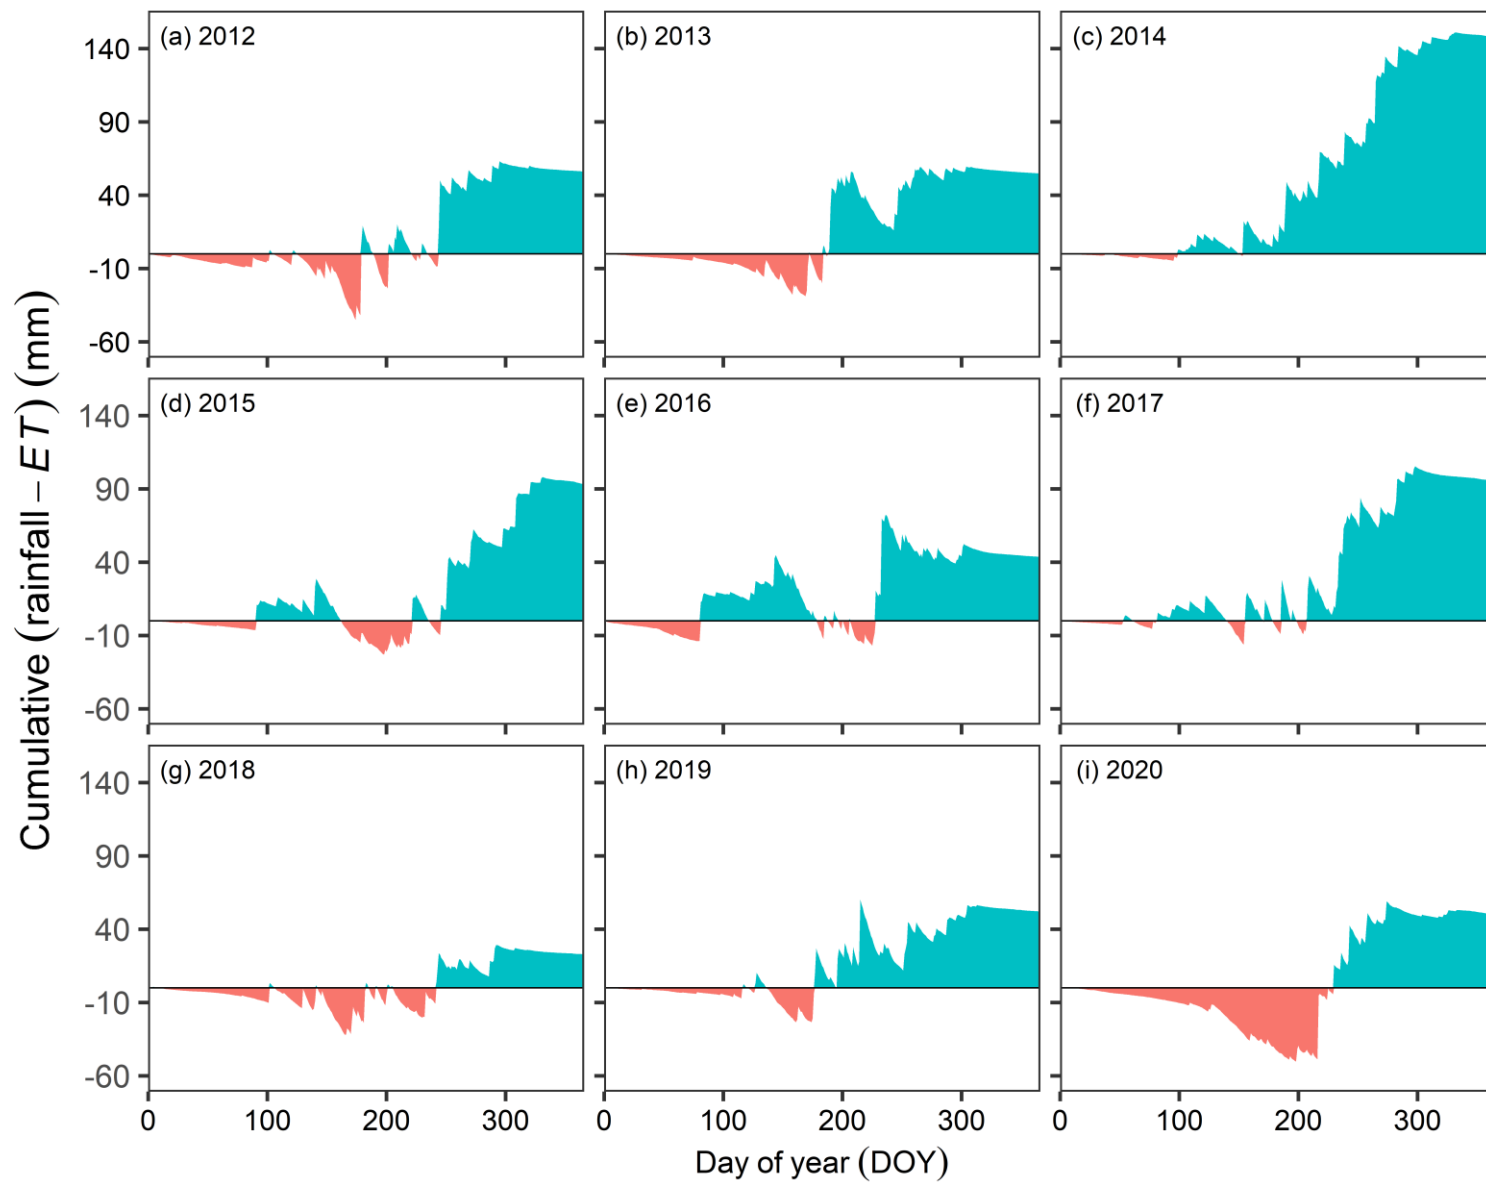 (a) 2012
(b) 2013
(c) 2014
140
90
40
-10
-60
(d) 2015
(e) 2016
(f) 2017
140
90
40
-10
-60
(g) 2018
(h) 2019
(i) 2020
140
90
40
-10
-60
0 100 200 300
0 100 200 300
0 100 200 300
Cumulative (rainfall – ET) (mm)
Day of year (DOY)